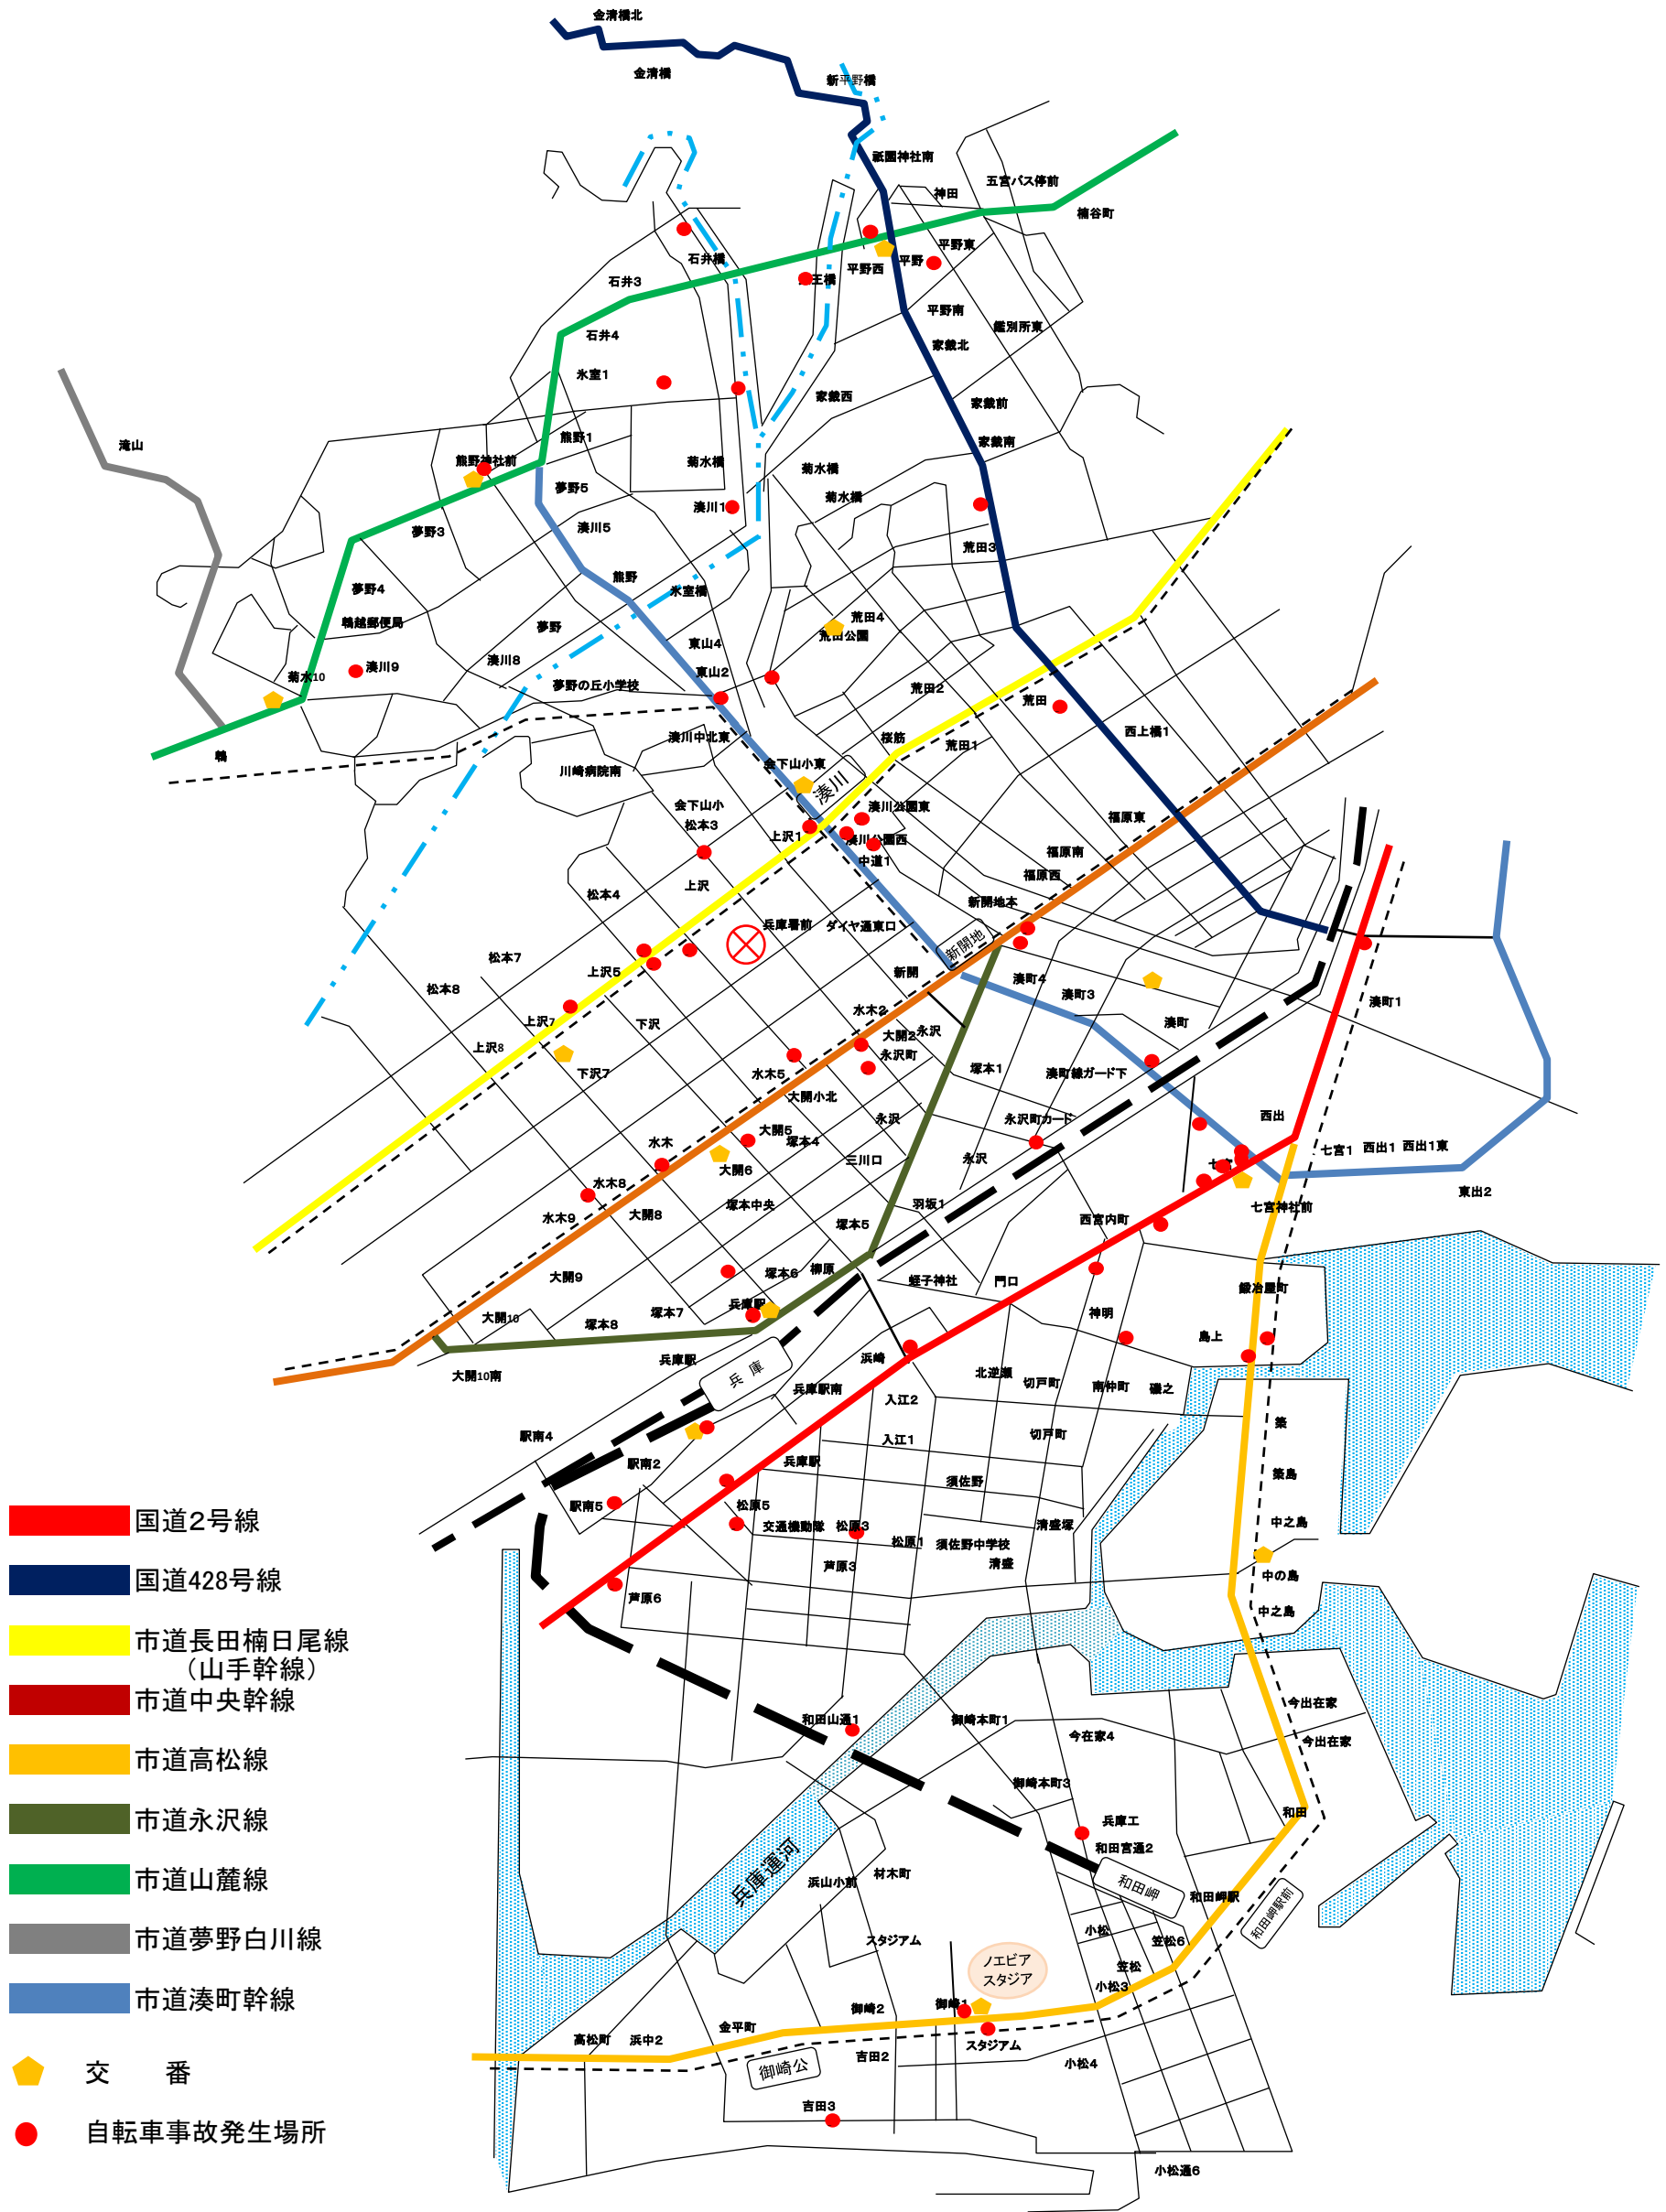 金清橋北
金清橋
新平野橋
祇園神社南
神田
五宮バス停前
楠谷町
石井橋
平野東
平野
平野西
王橋
石井3
平野南
鑑別所東
石井4
家裁北
氷室1
家裁西
家裁前
滝山
熊野1
家裁南
熊野神社前
菊水橋
菊水橋
夢野5
菊水橋
湊川1
夢野3
湊川5
荒田3
熊野
氷室橋
夢野4
荒田4
鵯越郵便局
夢野
荒田公園
東山4
湊川9
湊川8
東山2
菊水10
夢野の丘小学校
荒田2
荒田
鵯
湊川中北東
桜筋
荒田1
西上橋1
川崎病院南
会下山小東
湊川
会下山小
湊川公園東
松本3
上沢1
湊川公園西
福原東
中道1
福原南
福原西
松本4
上沢
新開地本
兵庫署前
ダイヤ通東口
新開地
松本7
上沢5
新開
湊町4
松本8
湊町3
湊町1
上沢7
下沢
水木2
湊町
上沢8
大開2
永沢
永沢町
下沢7
水木5
塚本1
湊町線ガード下
大開小北
永沢
永沢町ガード
西出
大開5
水木
塚本4
七宮1
西出1
西出1東
三川口
永沢
大開6
七宮
水木8
塚本中央
羽坂1
東出2
水木9
大開8
塚本5
西宮内町
七宮神社前
大開9
塚本6
柳原
蛭子神社
門口
鍛冶屋町
大開10
塚本8
塚本7
兵庫駅
神明
島上
大開10南
兵庫駅
兵庫
浜崎
北逆瀬
兵庫駅南
切戸町
南仲町
磯之
入江2
築
駅南4
入江1
切戸町
駅南2
兵庫駅
須佐野
築島
駅南5
松原5
交通機動隊
松原3
清盛塚
中之島
松原1
須佐野中学校
清盛
芦原3
中の島
芦原6
中之島
国道2号線
国道428号線
市道長田楠日尾線
(山手幹線)
市道中央幹線
市道高松線
市道永沢線
市道山麓線
市道夢野白川線
市道湊町幹線
交 番
自転車事故発生場所
今出在家
和田山通1
御崎本町1
今在家4
今出在家
御崎本町3
兵庫工
和田
和田宮通2
兵庫運河
材木町
浜山小前
和田岬
和田岬駅
和田岬駅前
小松
スタジアム
笠松6
ノエビア
スタジア
笠松
小松3
御崎1
御崎2
金平町
高松町
浜中2
スタジアム
吉田2
小松4
御崎公
吉田3
小松通6